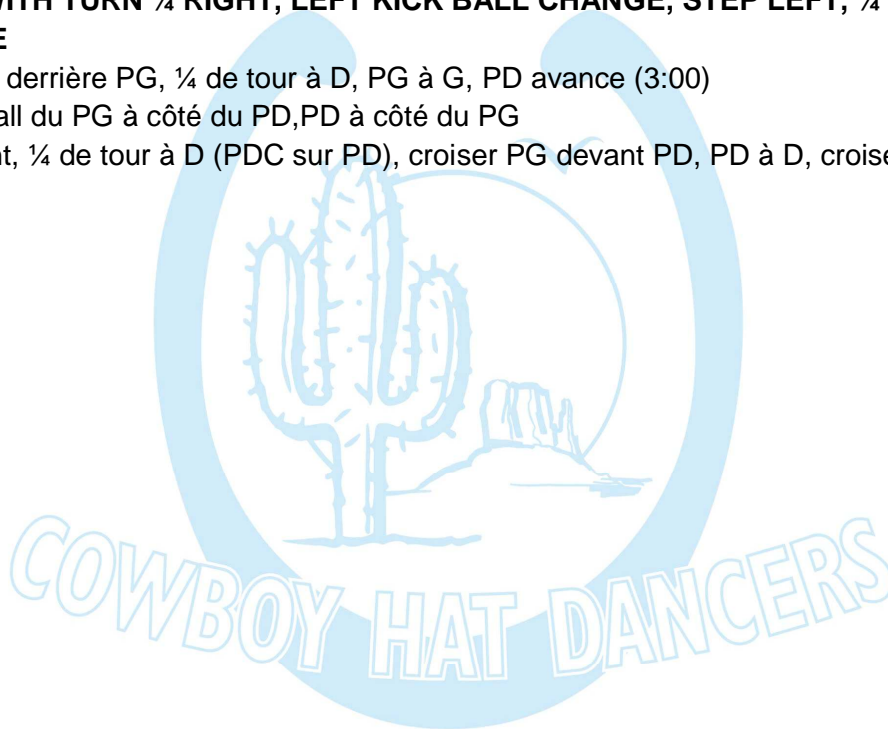 WITH TURN ¼ RIGHT, LEFT KICK BALL CHANGE, STEP LEFT, ¼
E
derrière PG, ¼ de tour à D, PG à G, PD avance (3:00)
all du PG à côté du PD,PD à côté du PG
nt, ¼ de tour à D (PDC sur PD), croiser PG devant PD, PD à D, croise
COWBOY HAT DANCERS